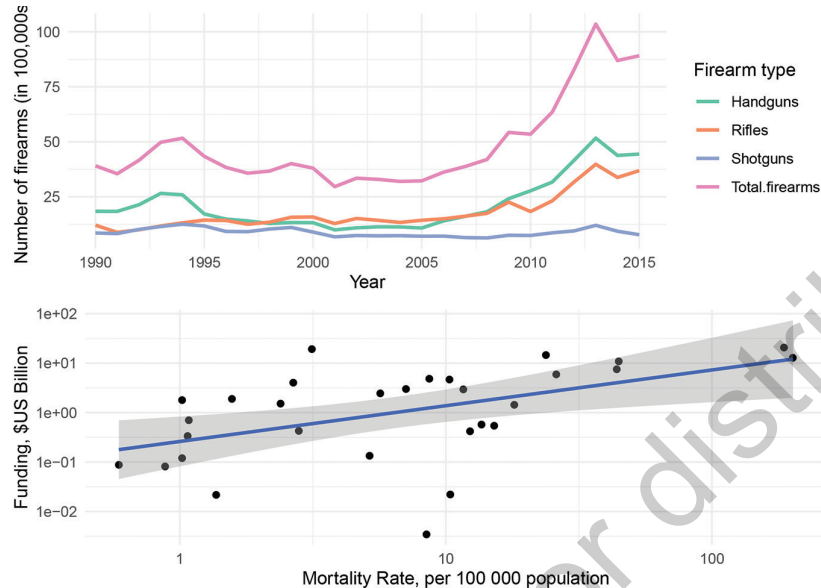 Number of firearms (in 100,000s
100
75
50
25
1990 1995 2000 2005 2010 2015
Year
Firearm type
Handguns
Rifles
Shotguns
Total.firearms
Funding, $US Billion
1e+02
1e+01
1e+00
1e−01
1e−02
1 10 100
Mortality Rate, per 100 000 population
or distri